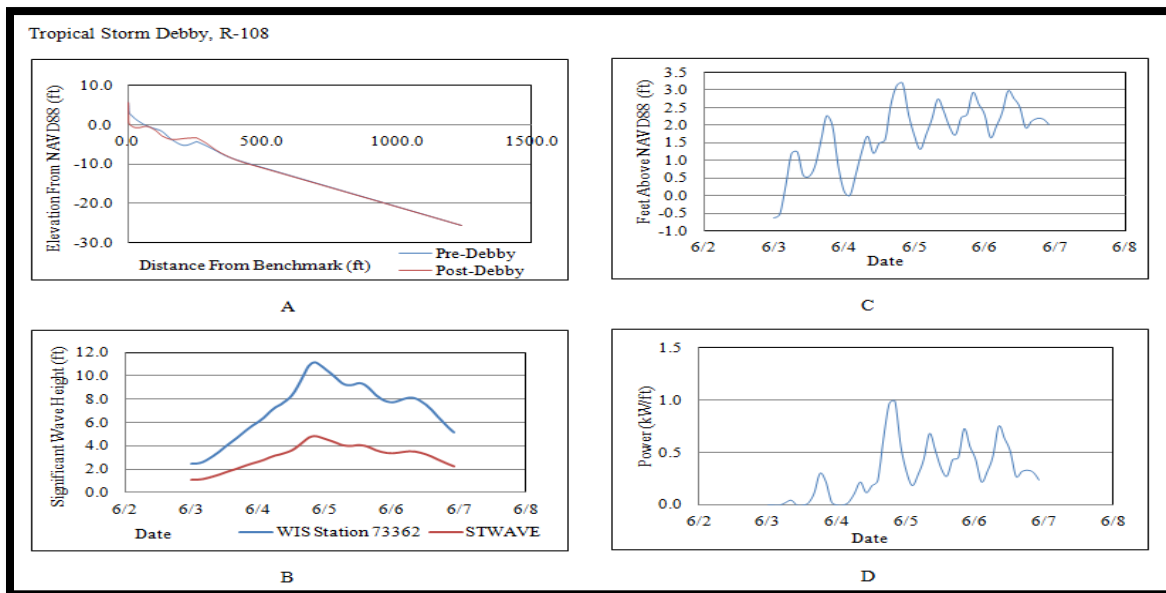 Tropical Storm Debby, R-108
10.0
0.0
-10.0
-20.0
-30.0
0.0 500.0 1000.0 1500.0
Elevation From NAVD88 (ft)
Distance From Benchmark (ft)
Pre-Debby
Post-Debby
A
12.0
10.0
8.0
6.0
4.0
2.0
0.0
6/2 6/3 6/4 6/5 6/6 6/7 6/8
Significant Wave Height (ft)
Date
WIS Station 73362 STWAVE
B
3.5
3.0
2.5
2.0
1.5
1.0
0.5
0.0
-0.5
-1.0
6/2 6/3 6/4 6/5 6/6 6/7 6/8
Feet Above NAVD88 (ft)
Date
C
1.5
1.0
0.5
0.0
6/2 6/3 6/4 6/5 6/6 6/7 6/8
Power (kW/ft)
Date
D